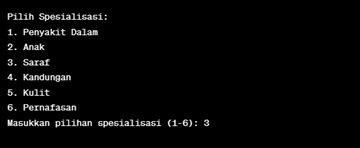 Pilih Spesialisasi:
1. Penyakit Dalam
2. Anak
3. Saraf
4. Kandungan
5. Kulit
6. Pernafasan
Masukkan pilihan spesialisasi (1-6): 3